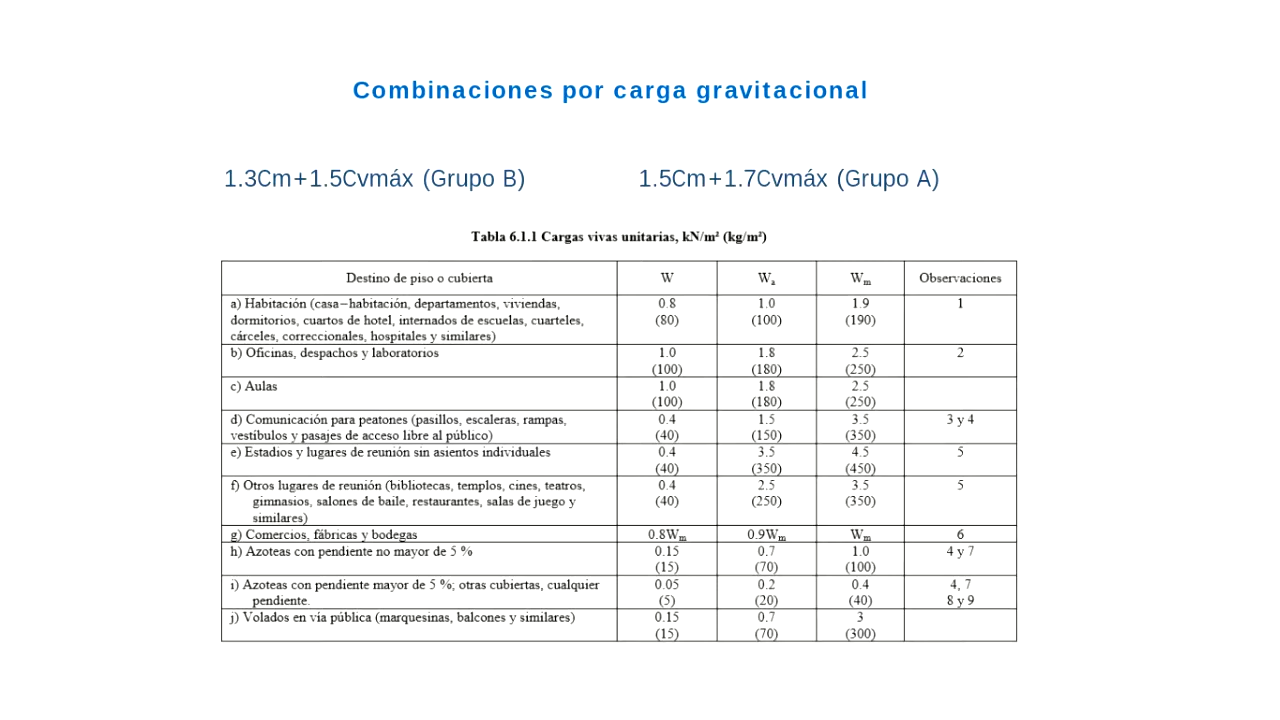 Combinaciones por carga gravitacional
1.3Cm+1.5Cvmáx (Grupo B) 1.5Cm+1.7Cvmáx (Grupo A)
Tabla 6.1.1 Cargas vivas unitarias, kN/m² (kg/m²)
Destino de piso o cubierta W Wa Wm Observaciones
a) Habitación (casa–habitación, departamentos, viviendas, 0.8 1.0 1.9 1
dormitorios, cuartos de hotel, internados de escuelas, cuarteles, (80) (100) (190)
cárceles, correccionales, hospitales y similares)
b) Oficinas, despachos y laboratorios 1.0 1.8 2.5 2
(100) (180) (250)
c) Aulas 1.0 1.8 2.5
(100) (180) (250)
d) Comunicación para peatones (pasillos, escaleras, rampas, 0.4 1.5 3.5 3 y 4
vestíbulos y pasajes de acceso libre al público) (40) (150) (350)
e) Estadios y lugares de reunión sin asientos individuales 0.4 3.5 4.5 5
(40) (350) (450)
f) Otros lugares de reunión (bibliotecas, templos, cines, teatros, 0.4 2.5 3.5 5
gimnasios, salones de baile, restaurantes, salas de juego y (40) (250) (350)
similares)
g) Comercios, fábricas y bodegas 0.8Wm 0.9Wm Wm 6
h) Azoteas con pendiente no mayor de 5 % 0.15 0.7 1.0 4 y 7
(15) (70) (100)
i) Azoteas con pendiente mayor de 5 %; otras cubiertas, cualquier 0.05 0.2 0.4 4, 7
pendiente. (5) (20) (40) 8 y 9
j) Volados en vía pública (marquesinas, balcones y similares) 0.15 0.7 3
(15) (70) (300)